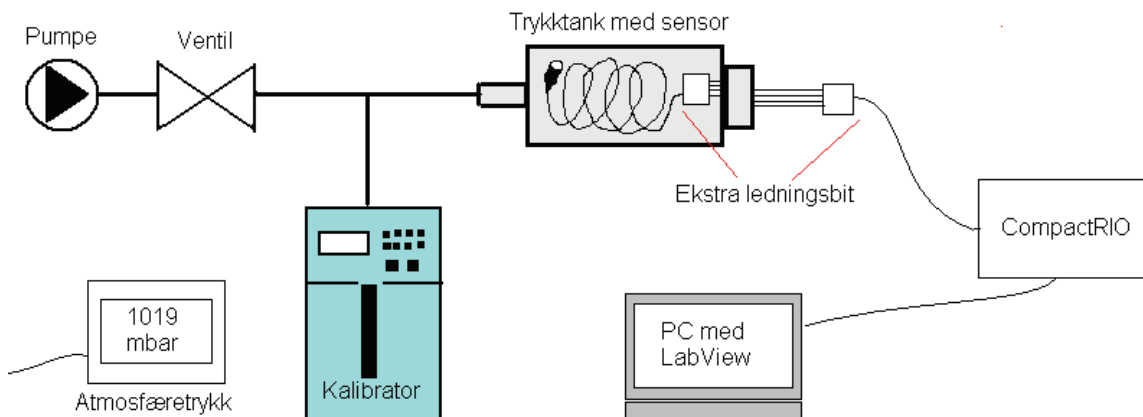 Trykktank med sensor
Pumpe
Ventil
Ekstra ledningsbit
CompactRIO
1019
mbar
PC med
LabView
Kalibrator
Atmosfæretrykk